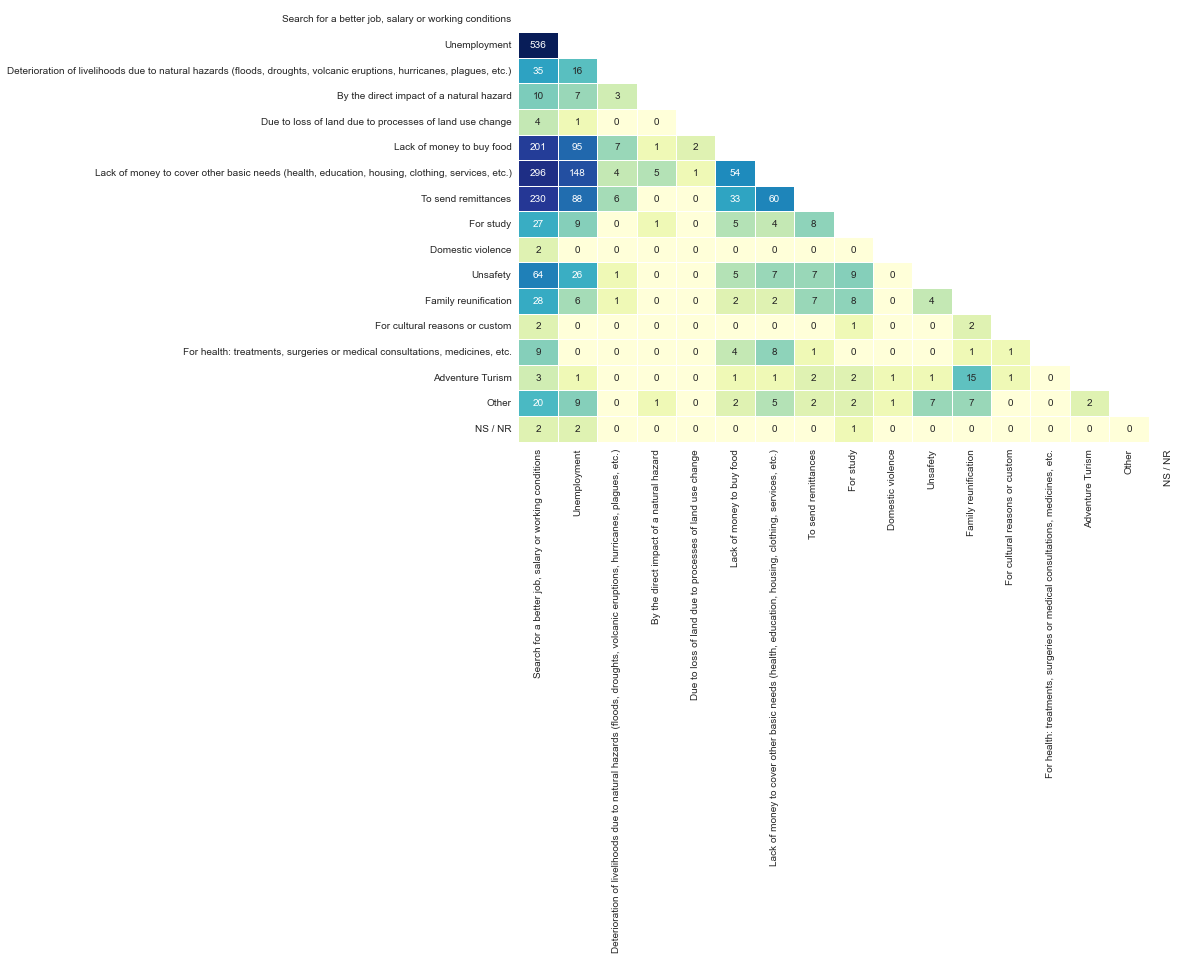 Search for a better job, salary or working conditions
Unemployment 536
Deterioration of livelihoods due to natural hazards (floods, droughts, volcanic eruptions, hurricanes, plagues, etc.) 35 16
By the direct impact of a natural hazard 10 7 3
Due to loss of land due to processes of land use change 4 1 0 0
Lack of money to buy food 201 95 7 1 2
Lack of money to cover other basic needs (health, education, housing, clothing, services, etc.) 296 148 4 5 1 54
To send remittances 230 88 6 0 0 33 60
For study 27 9 0 1 0 5 4 8
Domestic violence 2 0 0 0 0 0 0 0 0
Unsafety 64 26 1 0 0 5 7 7 9 0
Family reunification 28 6 1 0 0 2 2 7 8 0 4
For cultural reasons or custom 2 0 0 0 0 0 0 0 1 0 0 2
For health: treatments, surgeries or medical consultations, medicines, etc. 9 0 0 0 0 4 8 1 0 0 0 1 1
Adventure Turism 3 1 0 0 0 1 1 2 2 1 1 15 1 0
Other 20 9 0 1 0 2 5 2 2 1 7 7 0 0 2
NS / NR 2 2 0 0 0 0 0 0 1 0 0 0 0 0 0 0
Search for a better job, salary or working conditions
Unemployment
Deterioration of livelihoods due to natural hazards (floods, droughts, volcanic eruptions, hurricanes, plagues, etc.)
By the direct impact of a natural hazard
Due to loss of land due to processes of land use change
Lack of money to buy food
Lack of money to cover other basic needs (health, education, housing, clothing, services, etc.)
To send remittances
For study
Domestic violence
Unsafety
Family reunification
For cultural reasons or custom
For health: treatments, surgeries or medical consultations, medicines, etc.
Adventure Turism
Other
NS / NR